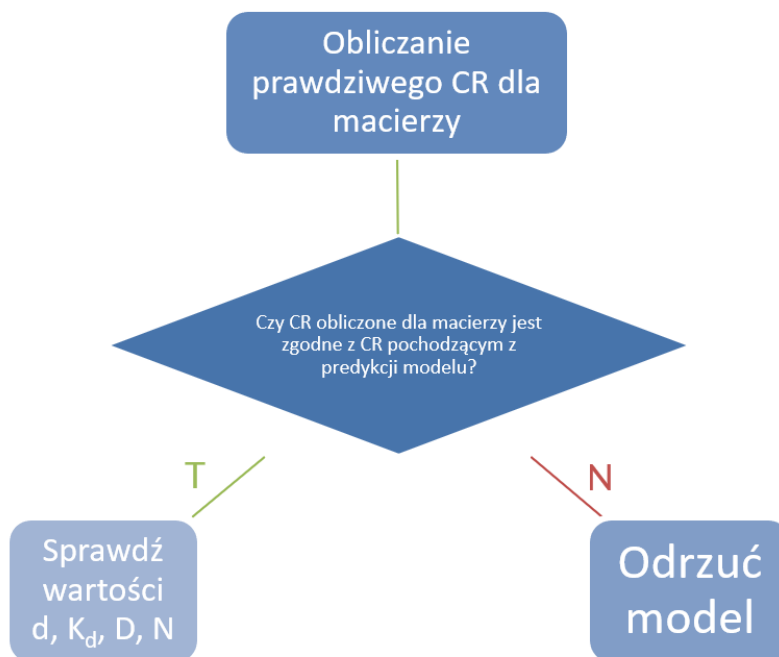 Obliczanie
prawdziwego CR dla
macierzy
Czy CR obliczone dla macierzy jest
zgodne z CR pochodzącym z
predykcji modelu?
T
N
Sprawdź
wartości
d, K_d, D, N
Odrzuć
model